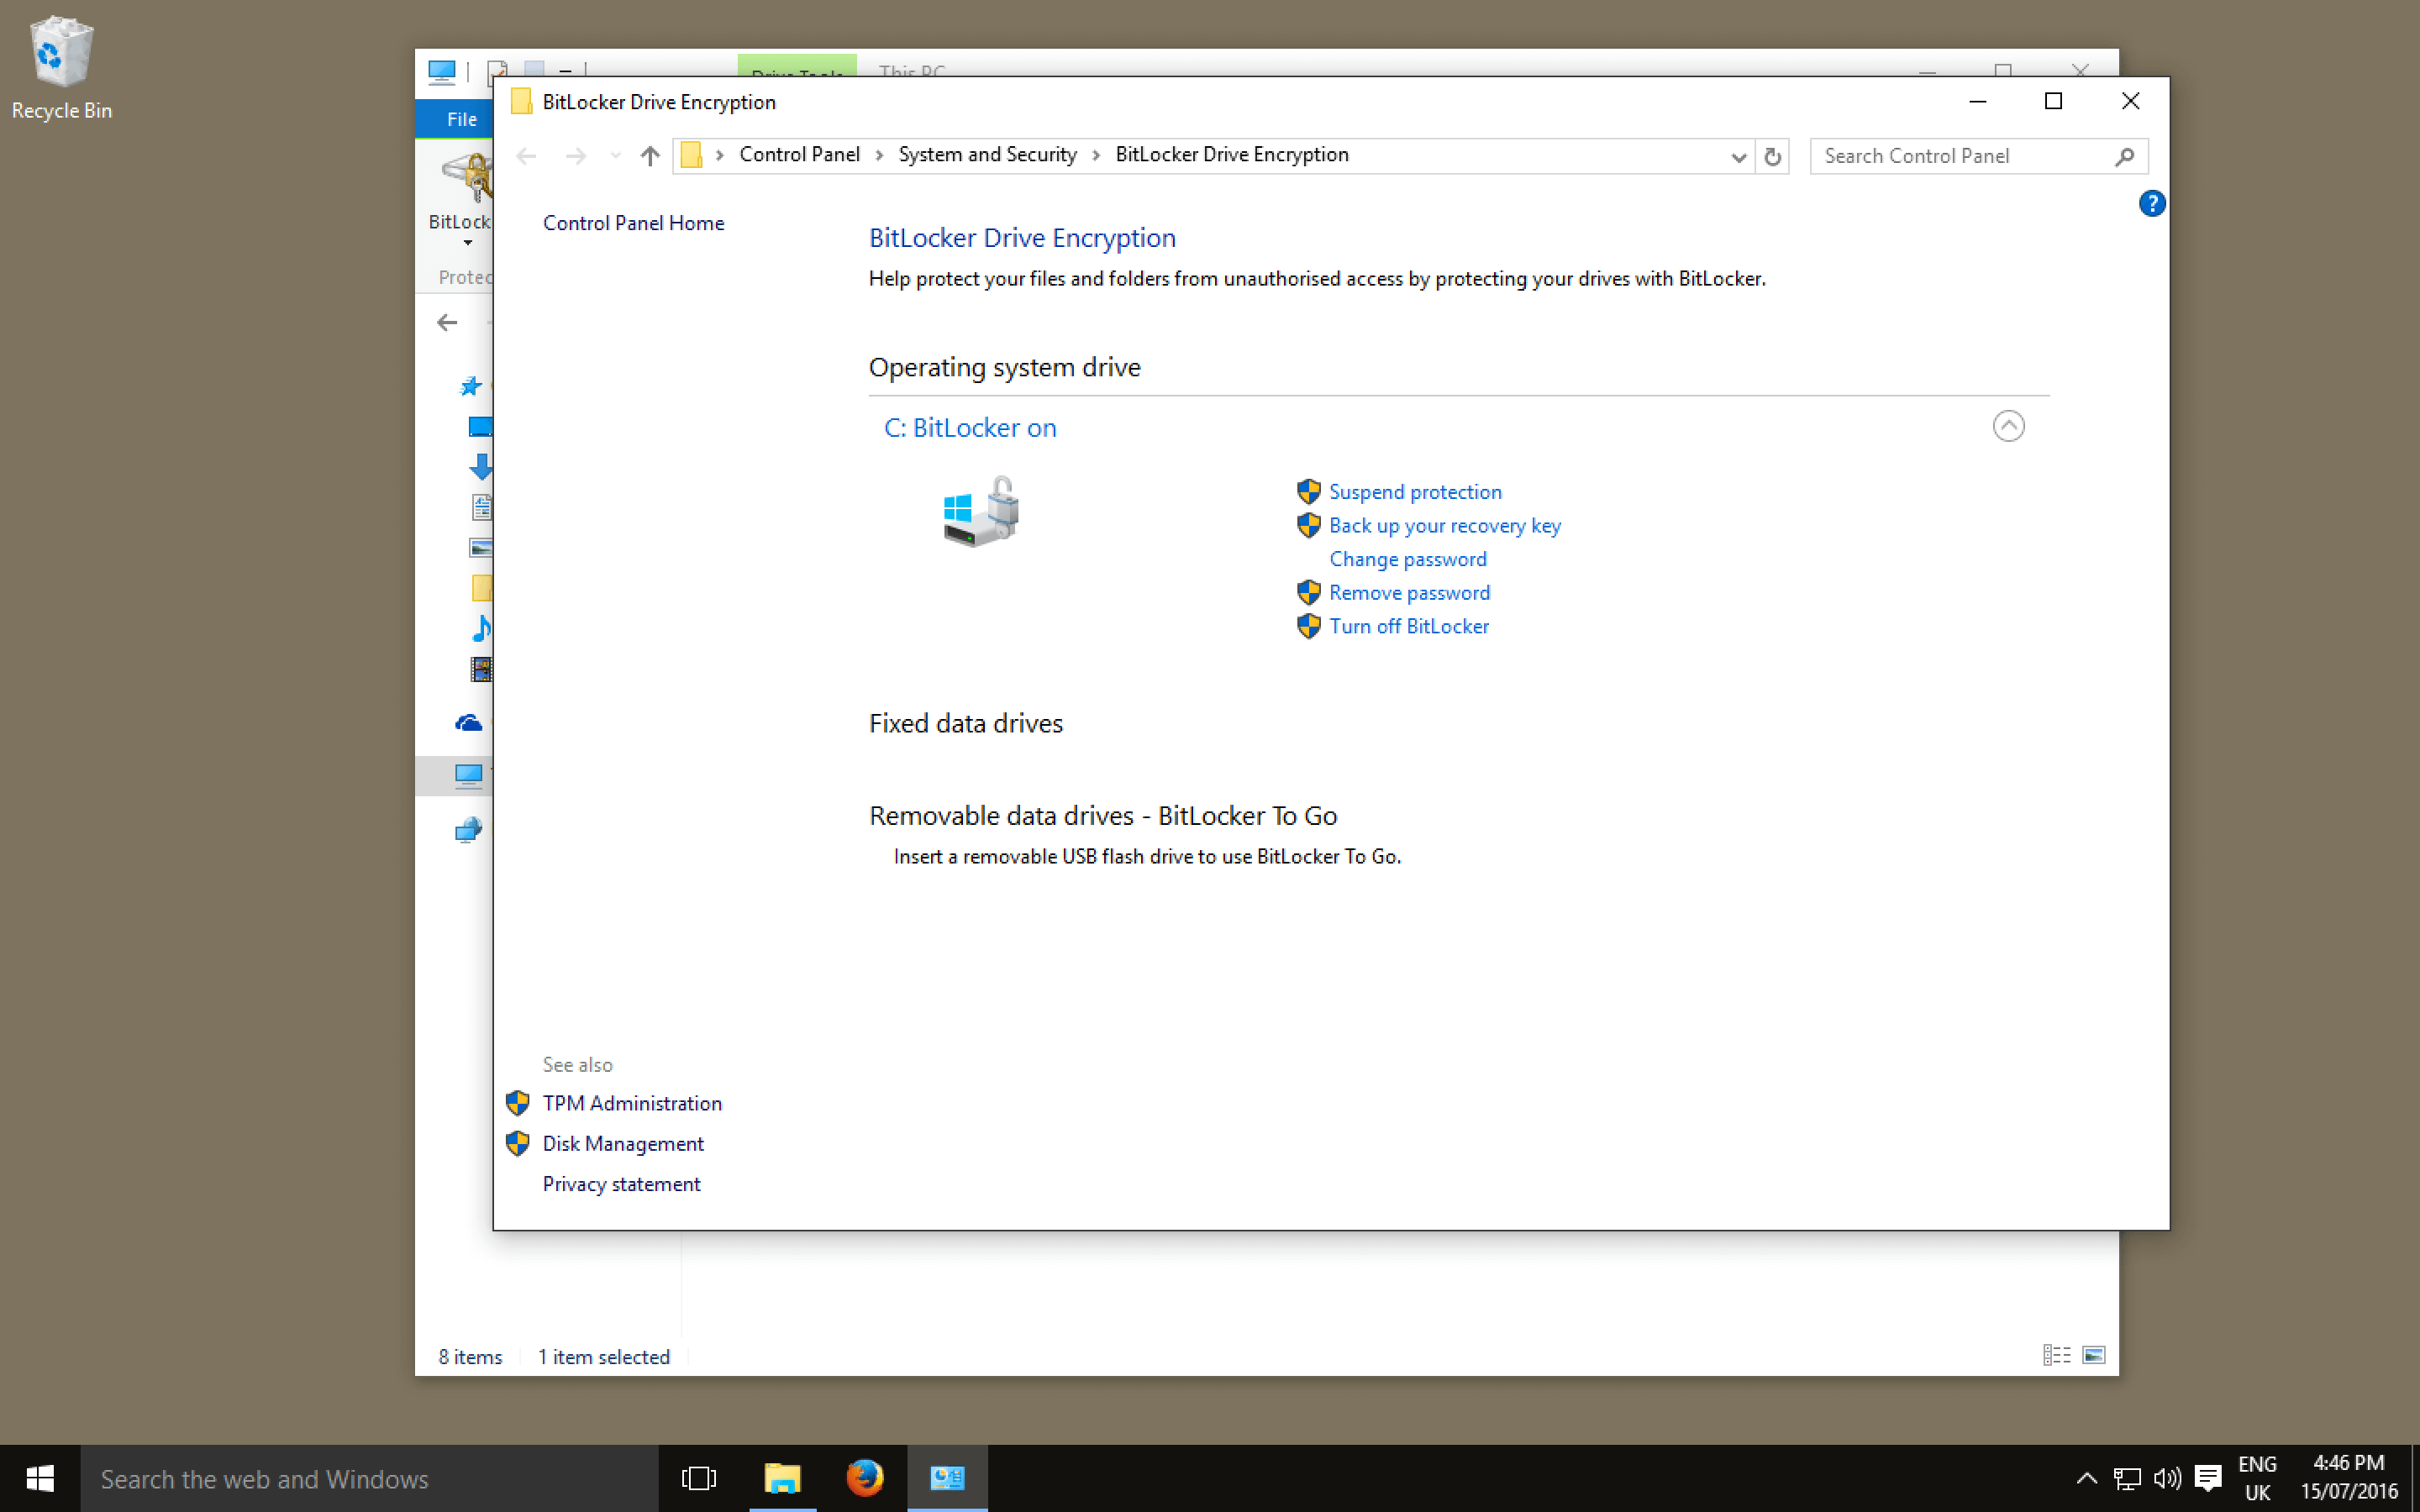 Recycle Bin
This PC
File
BitLocker Drive Encryption
Control Panel > System and Security > BitLocker Drive Encryption
Search Control Panel
BitLock
Protec
Control Panel Home
BitLocker Drive Encryption
Help protect your files and folders from unauthorised access by protecting your drives with BitLocker.
Operating system drive
C: BitLocker on
Suspend protection
Back up your recovery key
Change password
Remove password
Turn off BitLocker
Fixed data drives
Removable data drives - BitLocker To Go
Insert a removable USB flash drive to use BitLocker To Go.
See also
TPM Administration
Disk Management
Privacy statement
8 items
1 item selected
Search the web and Windows
ENG
UK
4:46 PM
15/07/2016